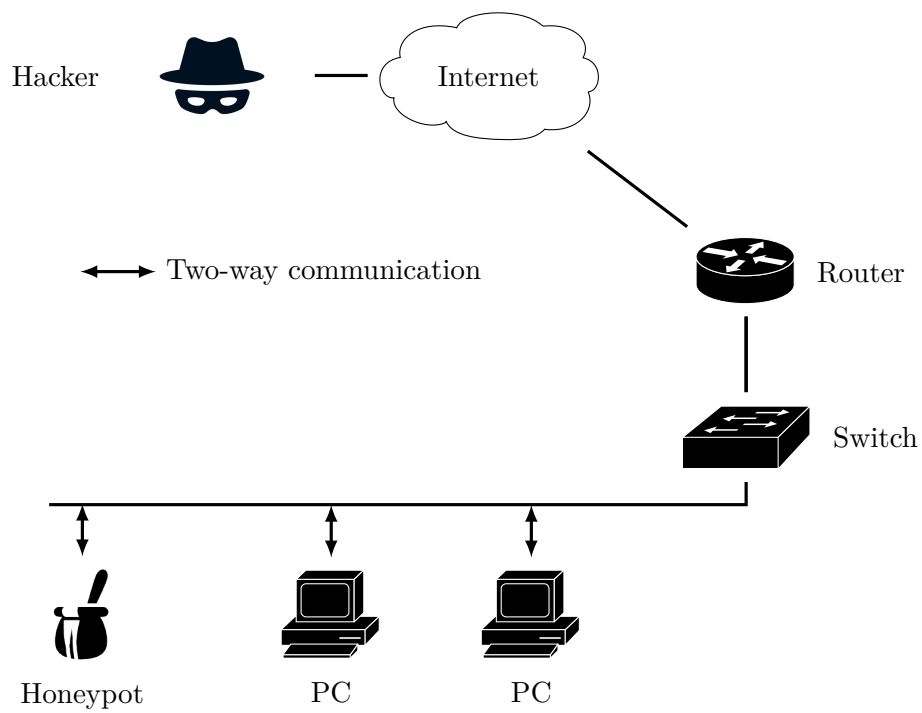 Hacker
Internet
Two-way communication
Router
Switch
Honeypot
PC
PC